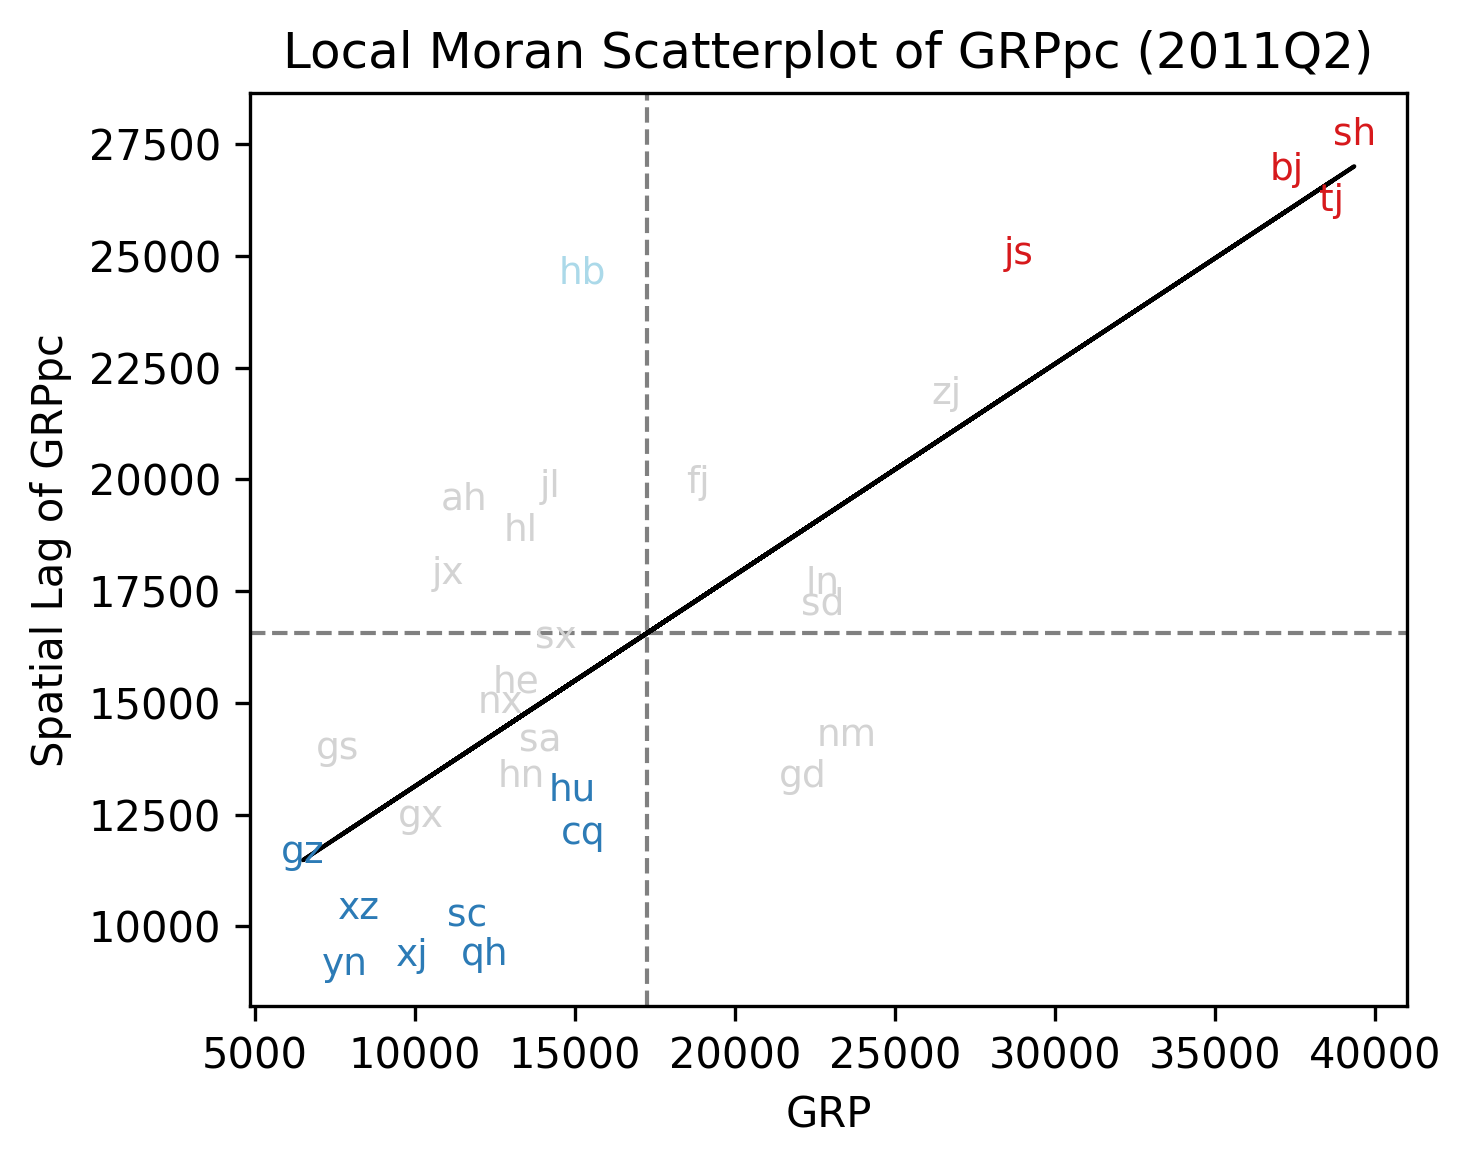 Local Moran Scatterplot of GRPpc (2011Q2)
Spatial Lag of GRPpc
27500
25000
22500
20000
17500
15000
12500
10000
sh
bj
tj
js
hb
zj
jl
fj
ah
hl
jx
ln
sd
sx
he
nx
sa
nm
gs
hn
gd
hu
gx
cq
gz
xz
sc
xj
qh
yn
5000 10000 15000 20000 25000 30000 35000 40000
GRP